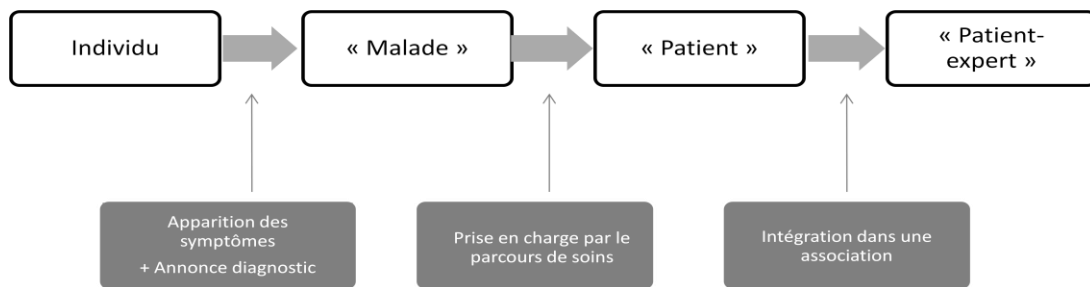 Individu
« Malade »
« Patient »
« Patient-
expert »
Apparition des
symptômes
+ Annonce diagnostic
Prise en charge par le
parcours de soins
Intégration dans une
association